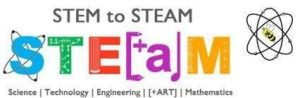 STEM to STEAM
STE[+a]M
Science | Technology | Engineering | [+ART] | Mathematics